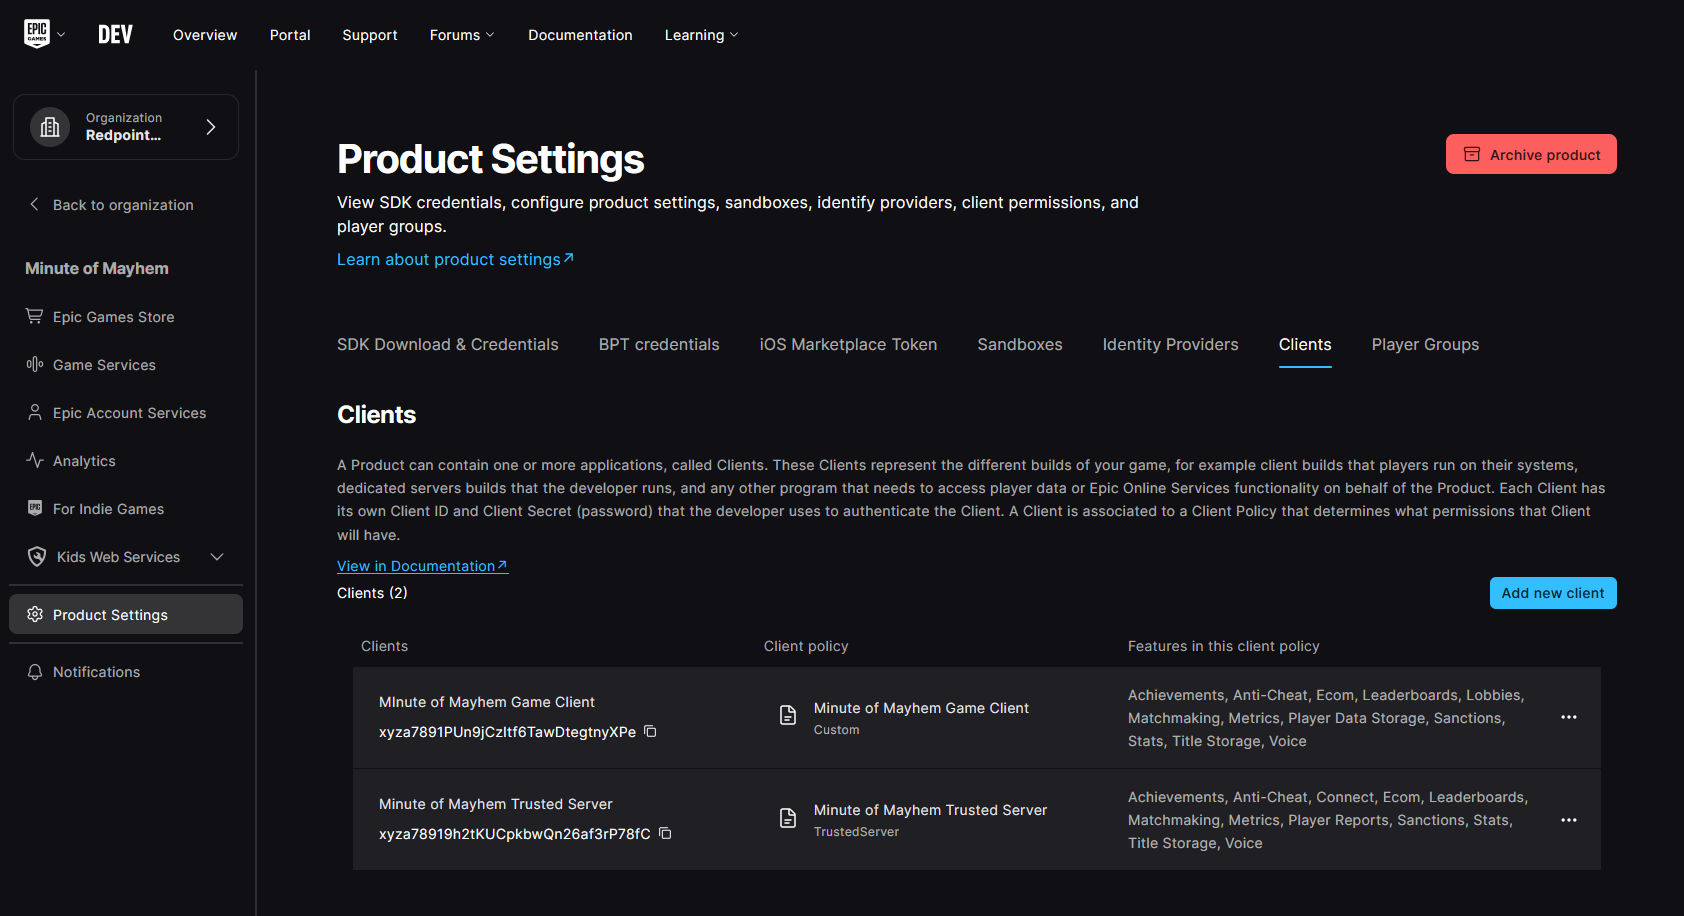 EPIC GAMES
DEV
Overview
Portal
Support
Forums
Documentation
Learning
Organization
Redpoint...
Back to organization
Minute of Mayhem
Epic Games Store
Game Services
Epic Account Services
Analytics
For Indie Games
Kids Web Services
Product Settings
Notifications
Product Settings
Archive product
View SDK credentials, configure product settings, sandboxes, identify providers, client permissions, and
player groups.
Learn about product settings
SDK Download & Credentials
BPT credentials
iOS Marketplace Token
Sandboxes
Identity Providers
Clients
Player Groups
Clients
A Product can contain one or more applications, called Clients. These Clients represent the different builds of your game, for example client builds that players run on their systems,
dedicated servers builds that the developer runs, and any other program that needs to access player data or Epic Online Services functionality on behalf of the Product. Each Client has
its own Client ID and Client Secret (password) that the developer uses to authenticate the Client. A Client is associated to a Client Policy that determines what permissions that Client
will have.
View in Documentation
Clients (2)
Add new client
Clients
Client policy
Features in this client policy
MInute of Mayhem Game Client
xyza7891PUn9jCzItf6TawDtegtnyXPe
Minute of Mayhem Game Client
Custom
Achievements, Anti-Cheat, Ecom, Leaderboards, Lobbies,
Matchmaking, Metrics, Player Data Storage, Sanctions,
Stats, Title Storage, Voice
Minute of Mayhem Trusted Server
xyza78919h2tKUCpkbwQn26af3rP78fC
Minute of Mayhem Trusted Server
TrustedServer
Achievements, Anti-Cheat, Connect, Ecom, Leaderboards,
Matchmaking, Metrics, Player Reports, Sanctions, Stats,
Title Storage, Voice